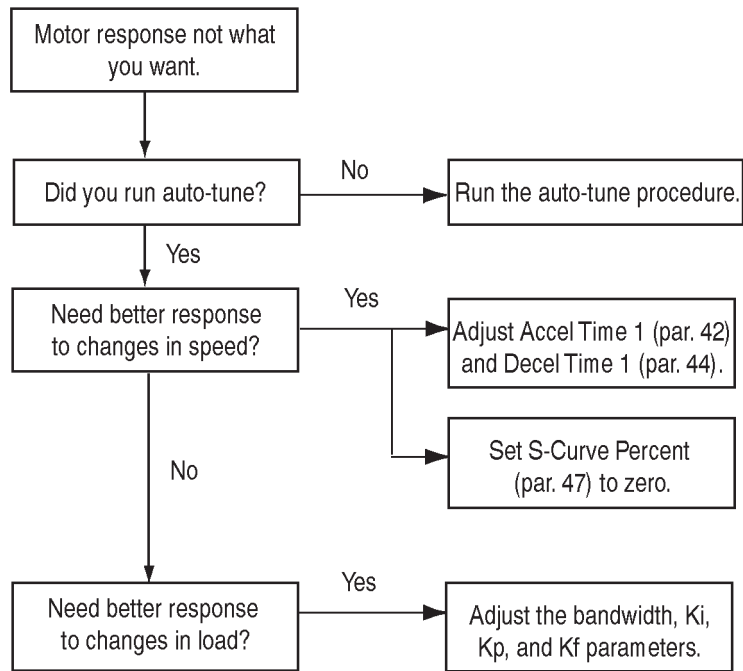 Motor response not what
you want.
Did you run auto-tune?
No
Run the auto-tune procedure.
Yes
Need better response
to changes in speed?
Yes
Adjust Accel Time 1 (par. 42)
and Decel Time 1 (par. 44).
Set S-Curve Percent
(par. 47) to zero.
No
Need better response
to changes in load?
Yes
Adjust the bandwidth, Ki,
Kp, and Kf parameters.